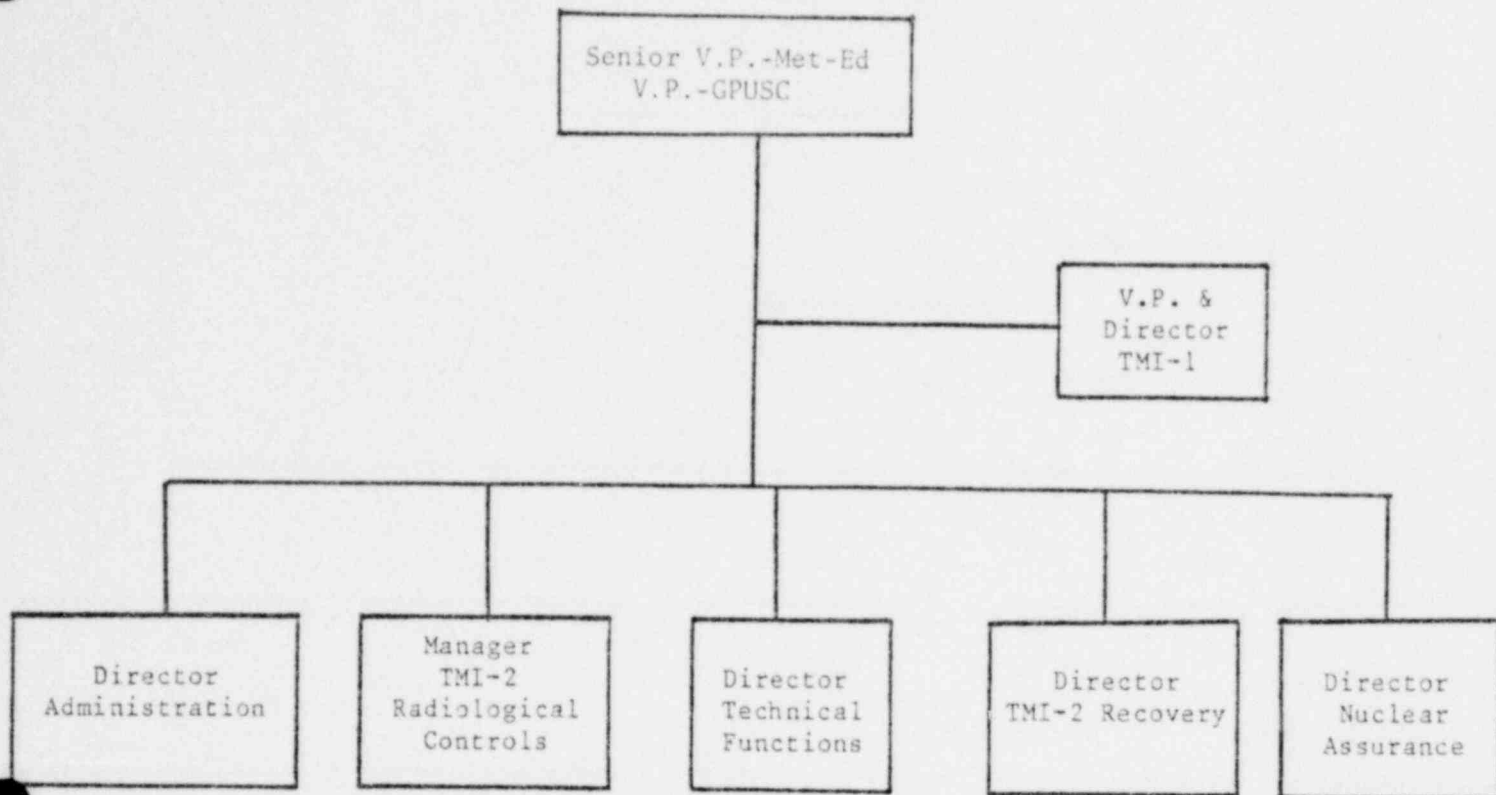 Senior V.P.-Met-Ed
V.P.-GPUSC
V.P. &
Director
TMI-1
Director
Administration
Manager
TMI-2
Radiological
Controls
Director
Technical
Functions
Director
TMI-2 Recovery
Director
Nuclear
Assurance